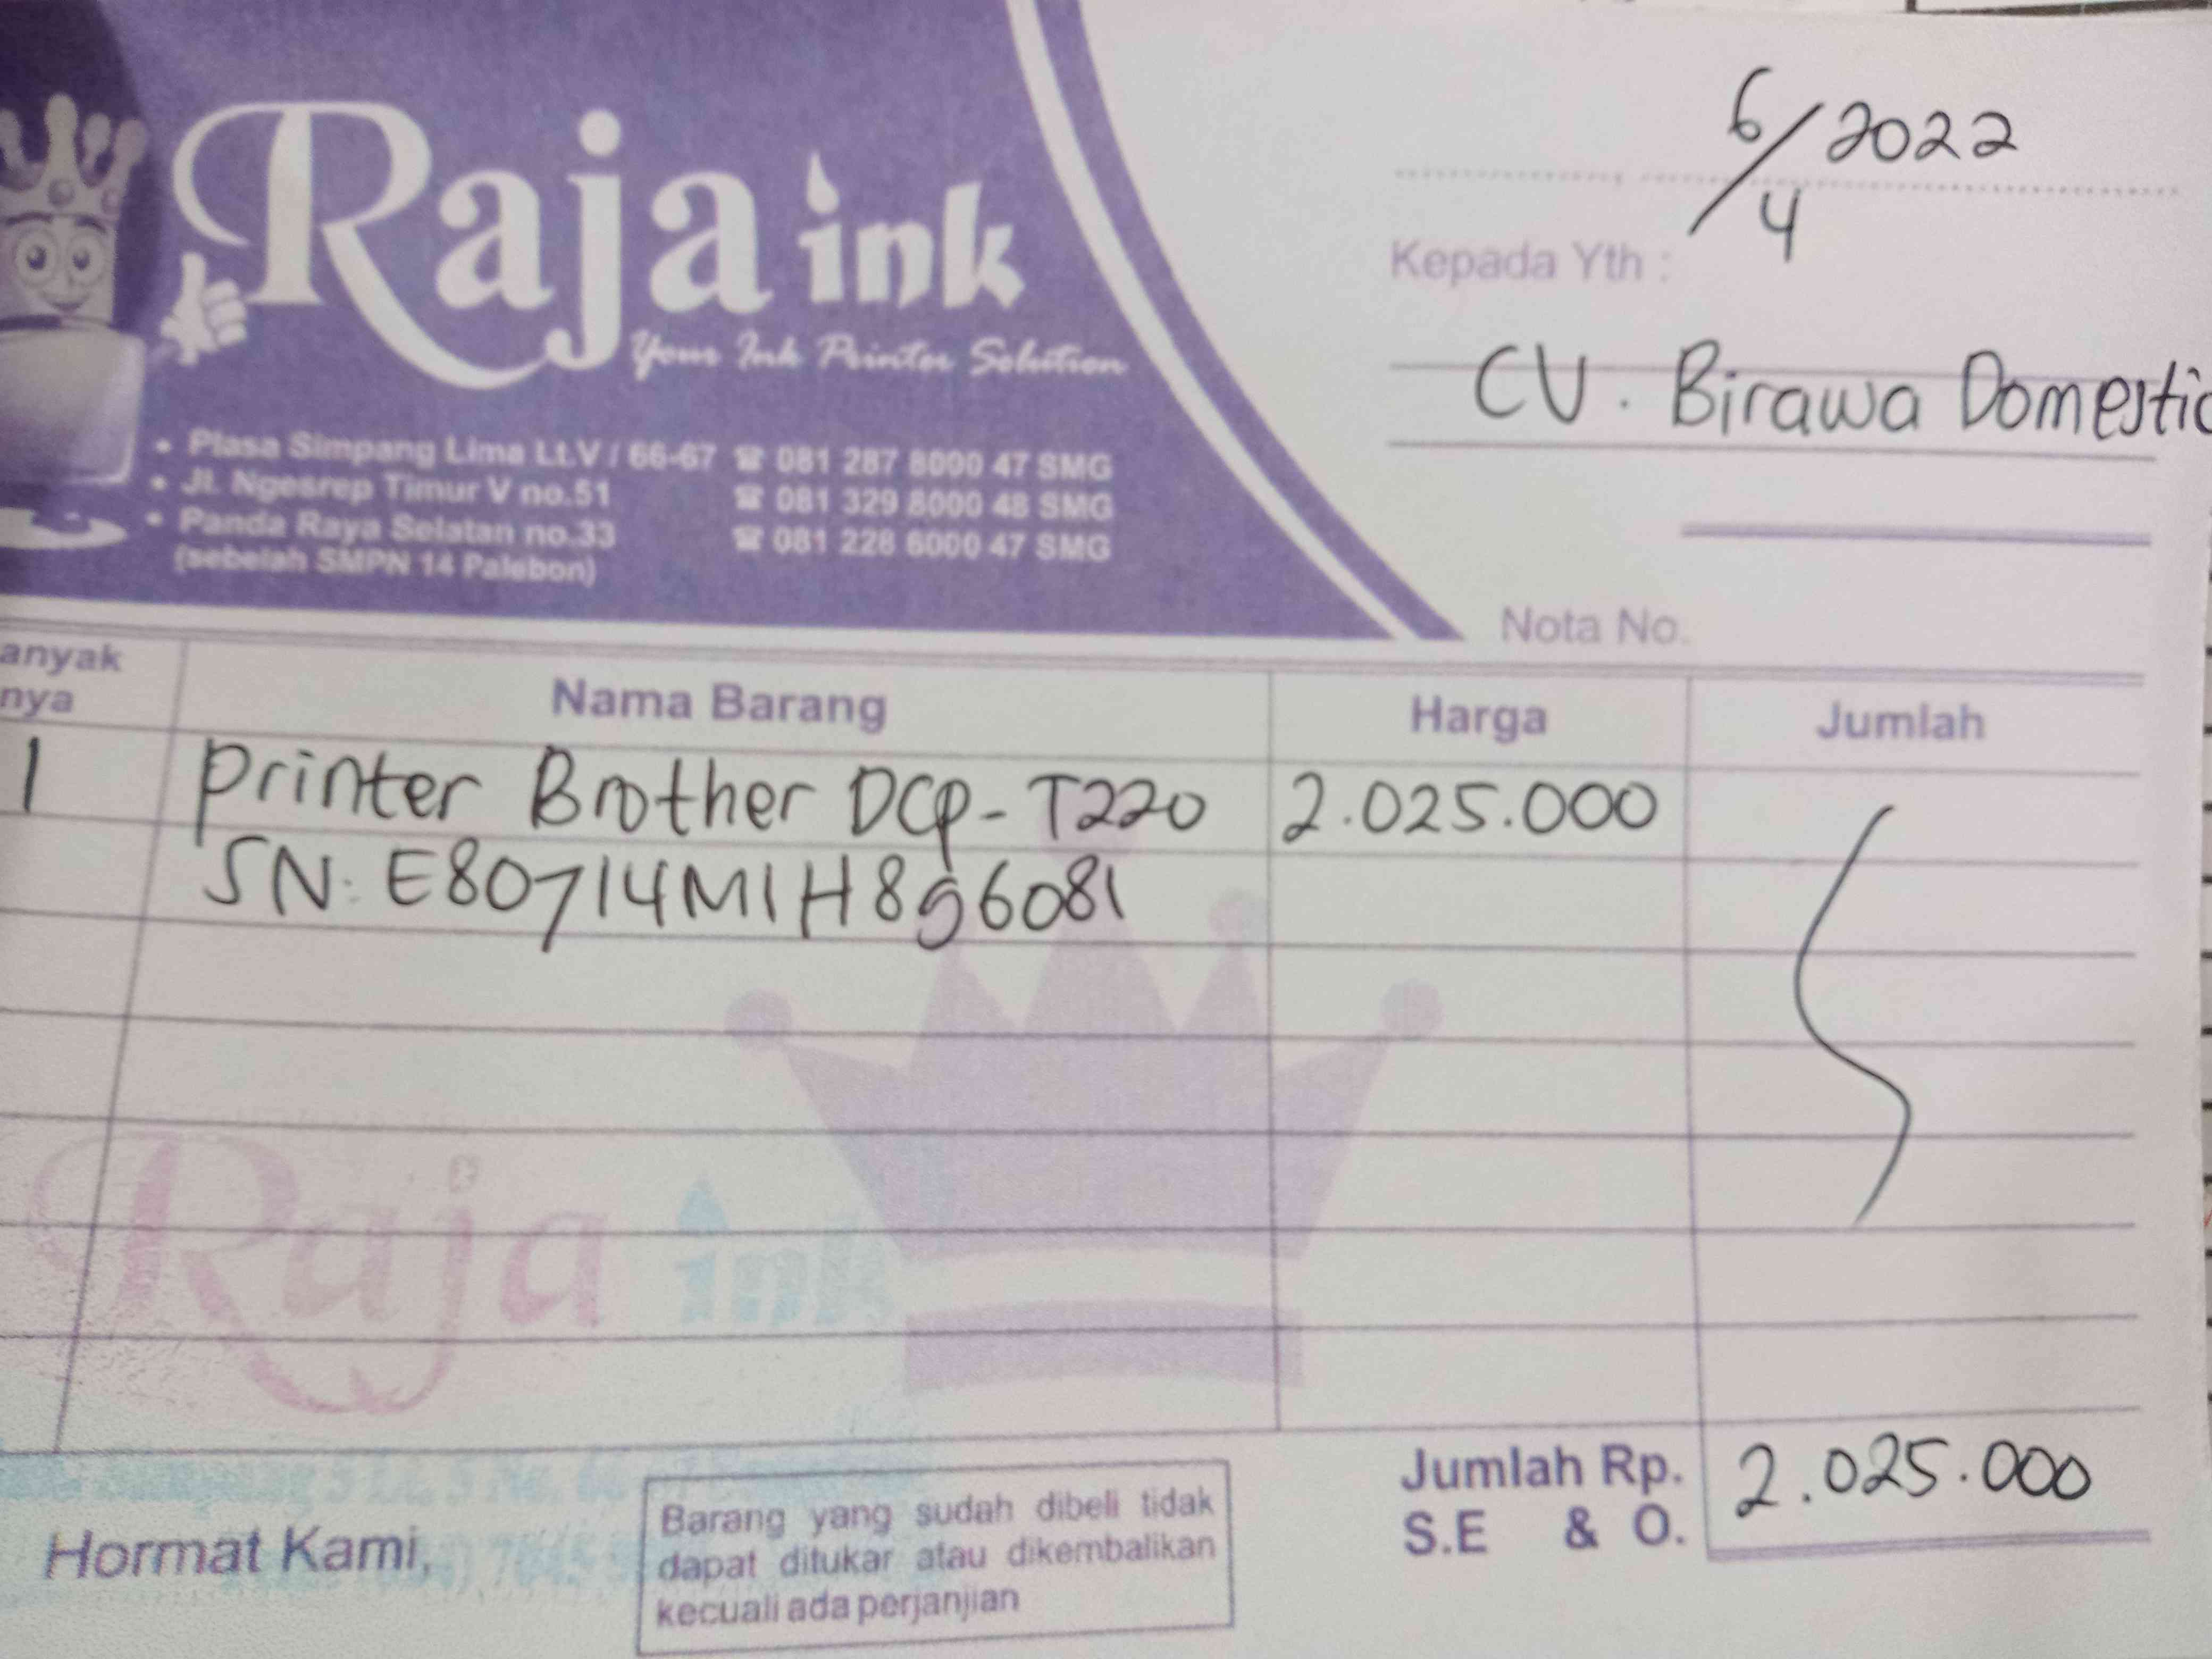 Raja ink
Your Ink Printer Solution
• Plasa Simpang Lima Lt.V / 66-67 ☎ 081 287 8000 47 SMG
• Jl. Ngesrep Timur V no.51 ☎ 081 329 8000 48 SMG
• Panda Raya Selatan no.33 ☎ 081 228 6000 47 SMG
(sebelah SMPN 14 Palebon)
6/4 2022
Kepada Yth :
CV. Birawa Domestic
Nota No.
anyak
nya
Nama Barang
Harga
Jumlah
1 Printer Brother DCP-T220 2.025.000
SN: E80714M1H896081
Raja ink
Jumlah Rp. 2.025.000
S.E & O.
Hormat Kami,
Barang yang sudah dibeli tidak
dapat ditukar atau dikembalikan
kecuali ada perjanjian